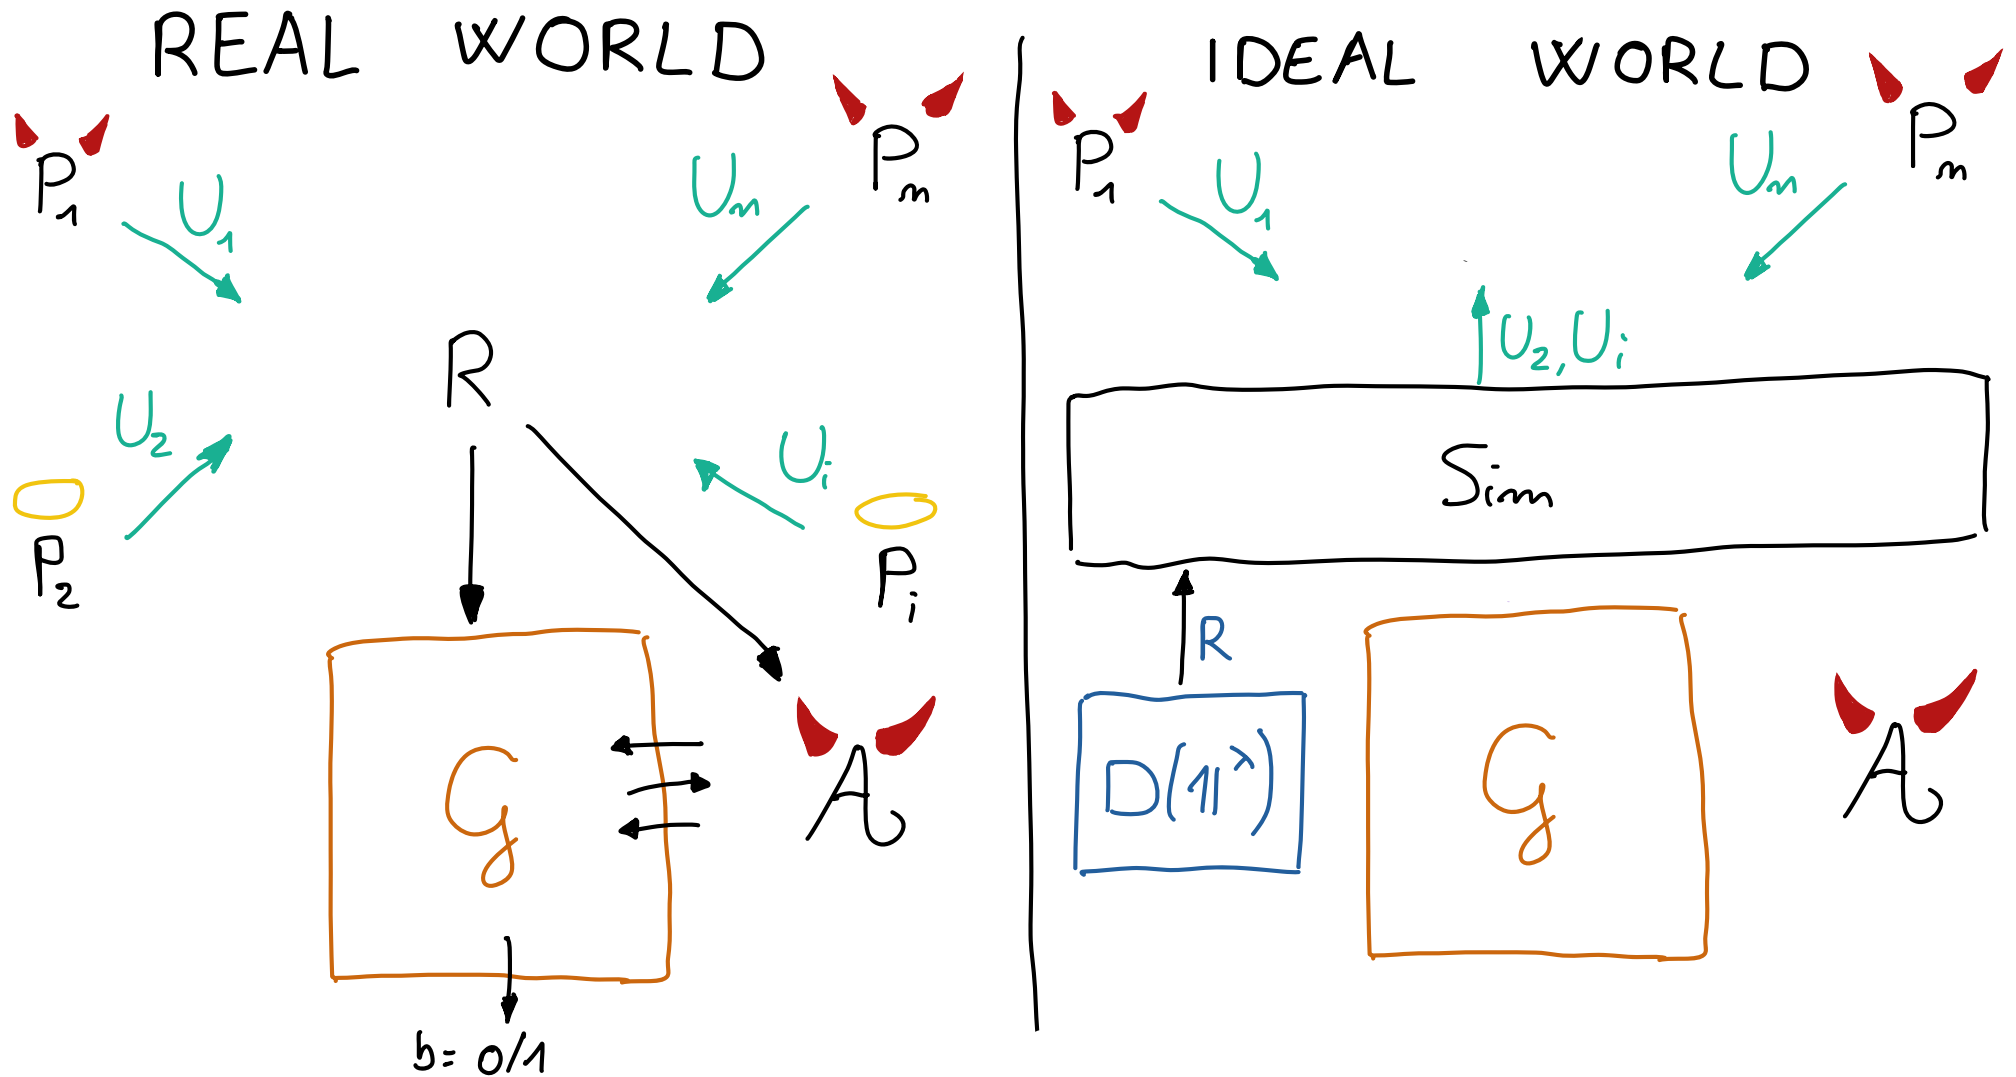 REAL WORLD
P₁
U₁
Uₙ
Pₙ
U₂
P₂
R
Uᵢ
Pᵢ
G
A
b = 0/1
IDEAL WORLD
P₁
U₁
Uₙ
Pₙ
U₂, Uᵢ
Sim
R
D(1^λ)
G
A